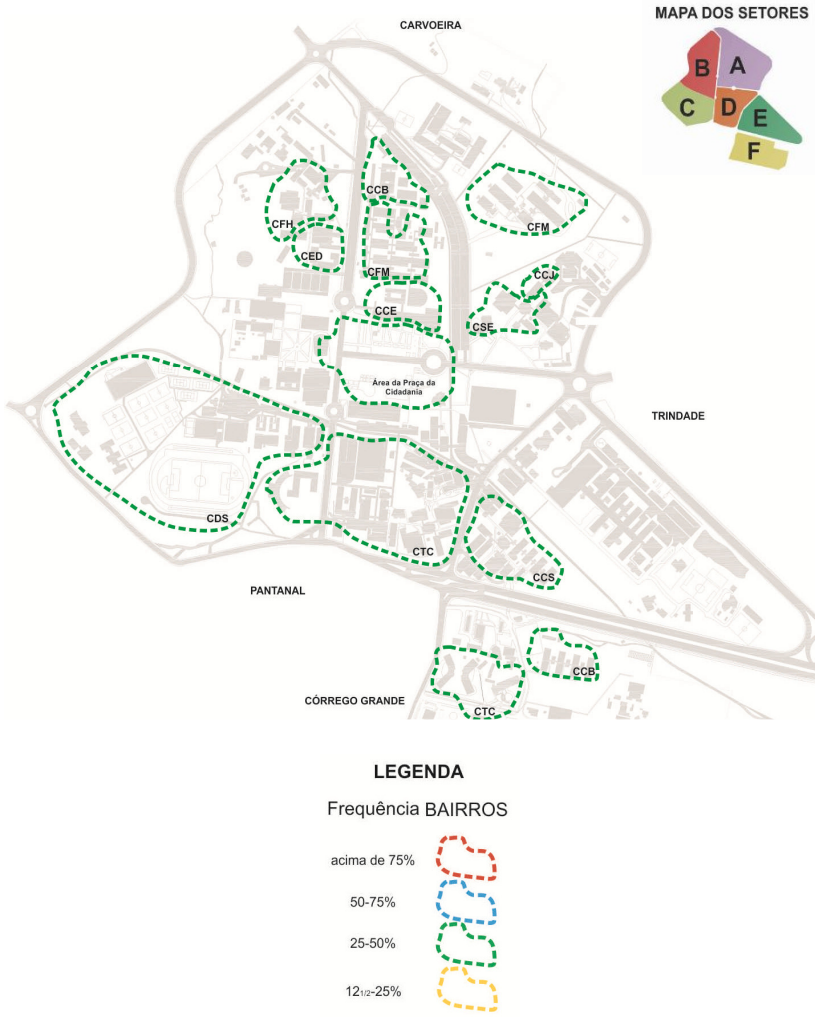 CARVOEIRA
MAPA DOS SETORES
B
A
C
D
E
F
CCB
CFH
CFM
CED
CCJ
CFM
CCE
CSE
Área da Praça da
Cidadania
TRINDADE
CDS
CTC
CCS
PANTANAL
CCB
CÓRREGO GRANDE
CTC
LEGENDA
Frequência BAIRROS
acima de 75%
50-75%
25-50%
121/2-25%